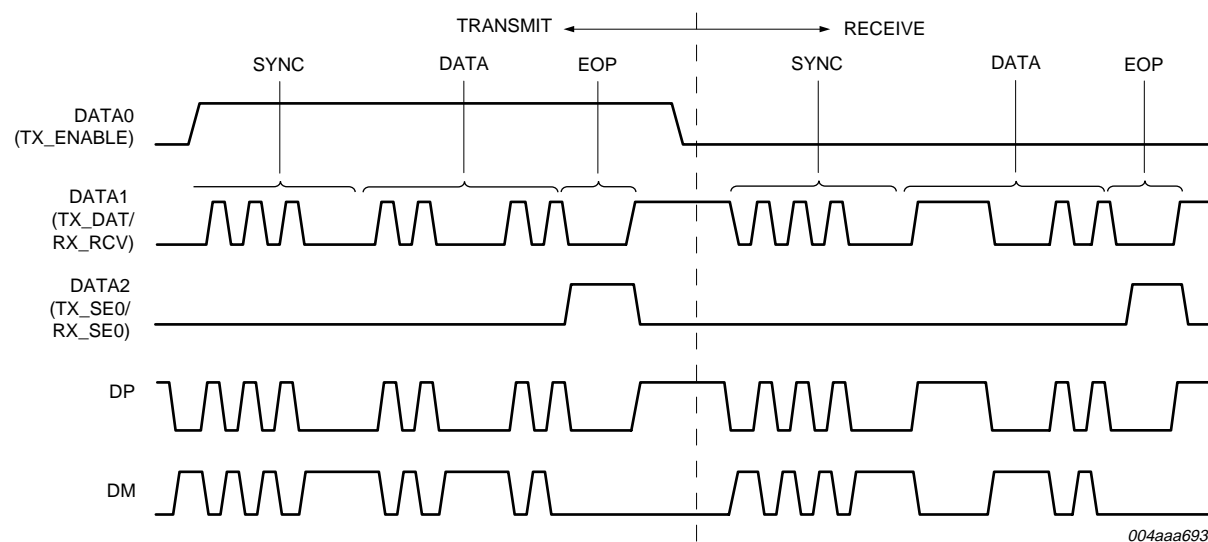 TRANSMIT RECEIVE
SYNC DATA EOP SYNC DATA EOP
DATA0
(TX_ENABLE)
DATA1
(TX_DAT/
RX_RCV)
DATA2
(TX_SE0/
RX_SE0)
DP
DM
004aaa693